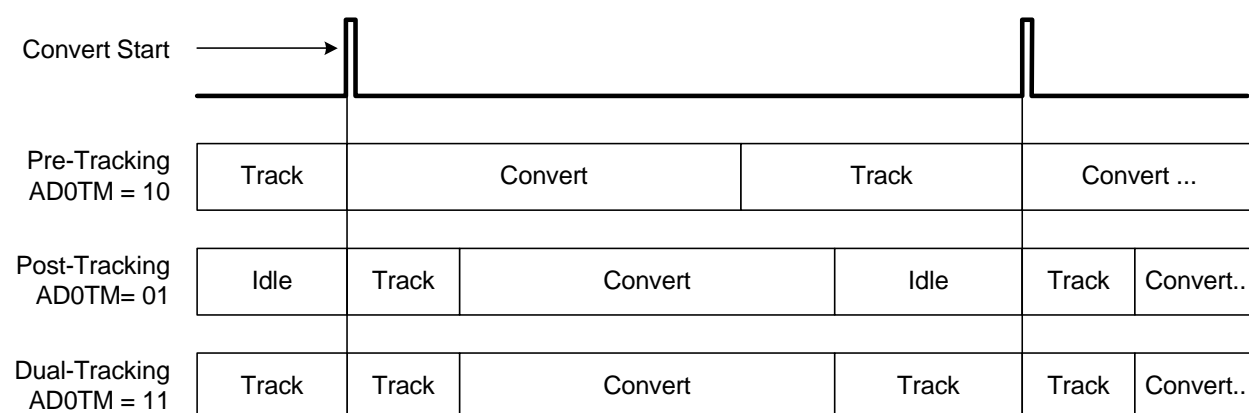 Convert Start
Pre-Tracking
AD0TM = 10
Track Convert Track Convert ...
Post-Tracking
AD0TM= 01
Idle Track Convert Idle Track Convert..
Dual-Tracking
AD0TM = 11
Track Track Convert Track Track Convert..